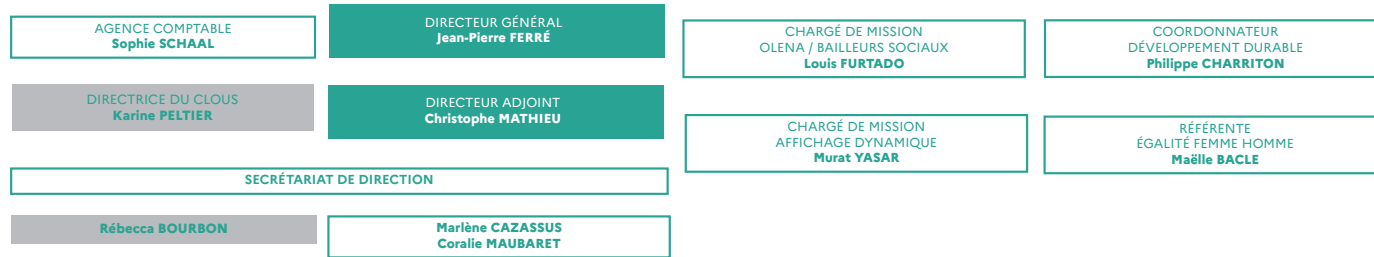 AGENCE COMPTABLE
Sophie SCHAAL
DIRECTEUR GÉNÉRAL
Jean-Pierre FERRÉ
CHARGÉ DE MISSION
OLENA / BAILLEURS SOCIAUX
Louis FURTADO
COORDONNATEUR
DÉVELOPPEMENT DURABLE
Philippe CHARRITON
DIRECTRICE DU CLOUS
Karine PELTIER
DIRECTEUR ADJOINT
Christophe MATHIEU
CHARGÉ DE MISSION
AFFICHAGE DYNAMIQUE
Murat YASAR
RÉFÉRENTE
ÉGALITÉ FEMME HOMME
Maëlle BACLE
SECRÉTARIAT DE DIRECTION
Rébecca BOURBON
Marlène CAZASSUS
Coralie MAUBARET